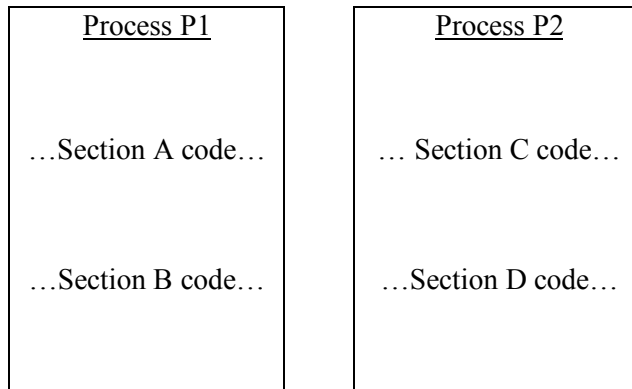 Process P1
…Section A code…
…Section B code…
Process P2
… Section C code…
…Section D code…